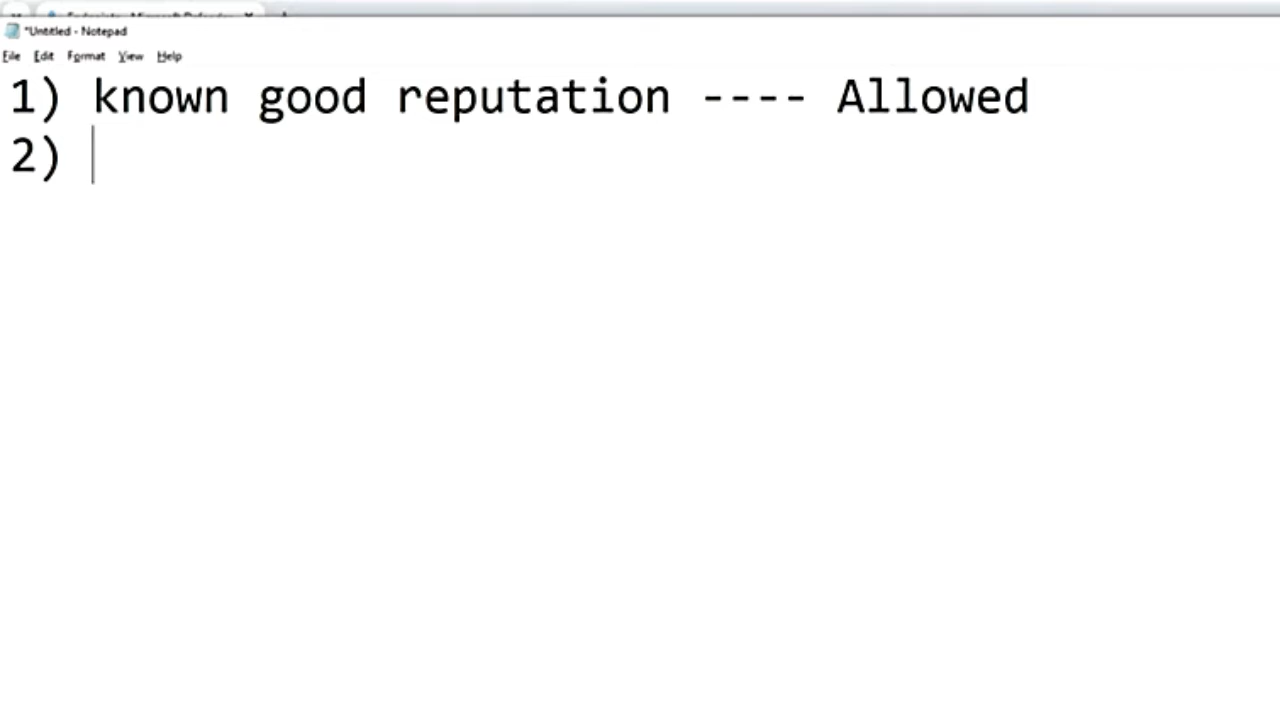 *Untitled - Notepad
File Edit Format View Help
1) known good reputation ---- Allowed
2)